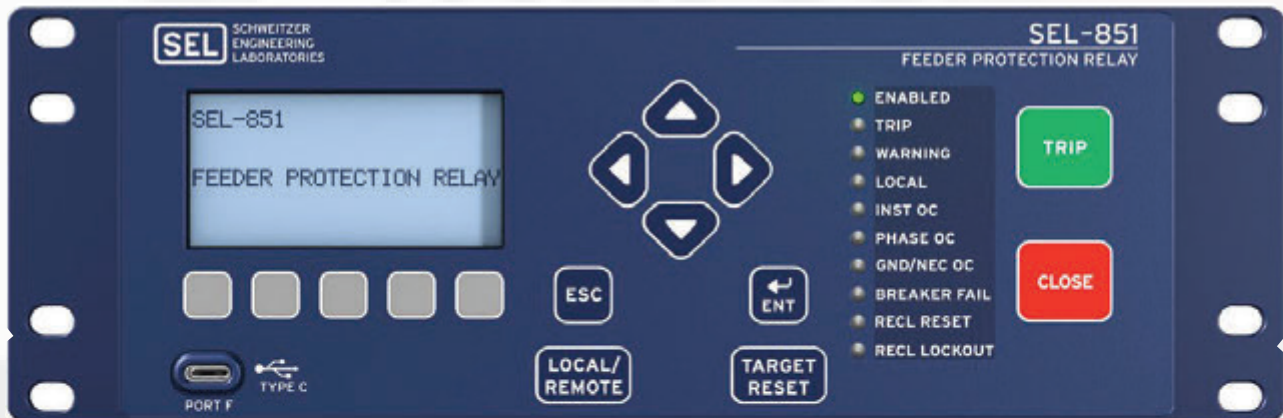 SEL
SCHWEITZER
ENGINEERING
LABORATORIES
SEL-851
FEEDER PROTECTION RELAY
SEL-851
FEEDER PROTECTION RELAY
ENABLED
TRIP
WARNING
LOCAL
INST OC
PHASE OC
GND/NEC OC
BREAKER FAIL
RECL RESET
RECL LOCKOUT
TRIP
CLOSE
ESC
ENT
LOCAL/
REMOTE
TARGET
RESET
PORT F
TYPE C